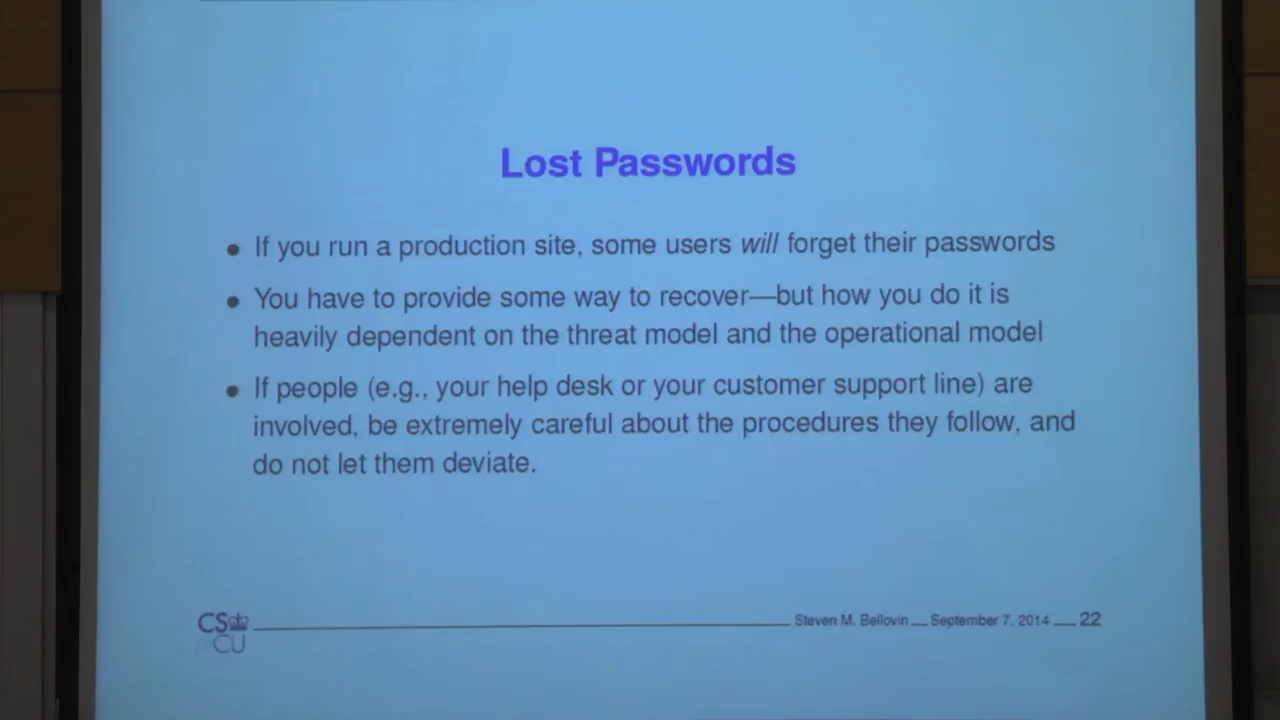 Lost Passwords
• If you run a production site, some users will forget their passwords
• You have to provide some way to recover—but how you do it is
heavily dependent on the threat model and the operational model
• If people (e.g., your help desk or your customer support line) are
involved, be extremely careful about the procedures they follow, and
do not let them deviate.
CS
CU
Steven M. Bellovin — September 7, 2014 — 22